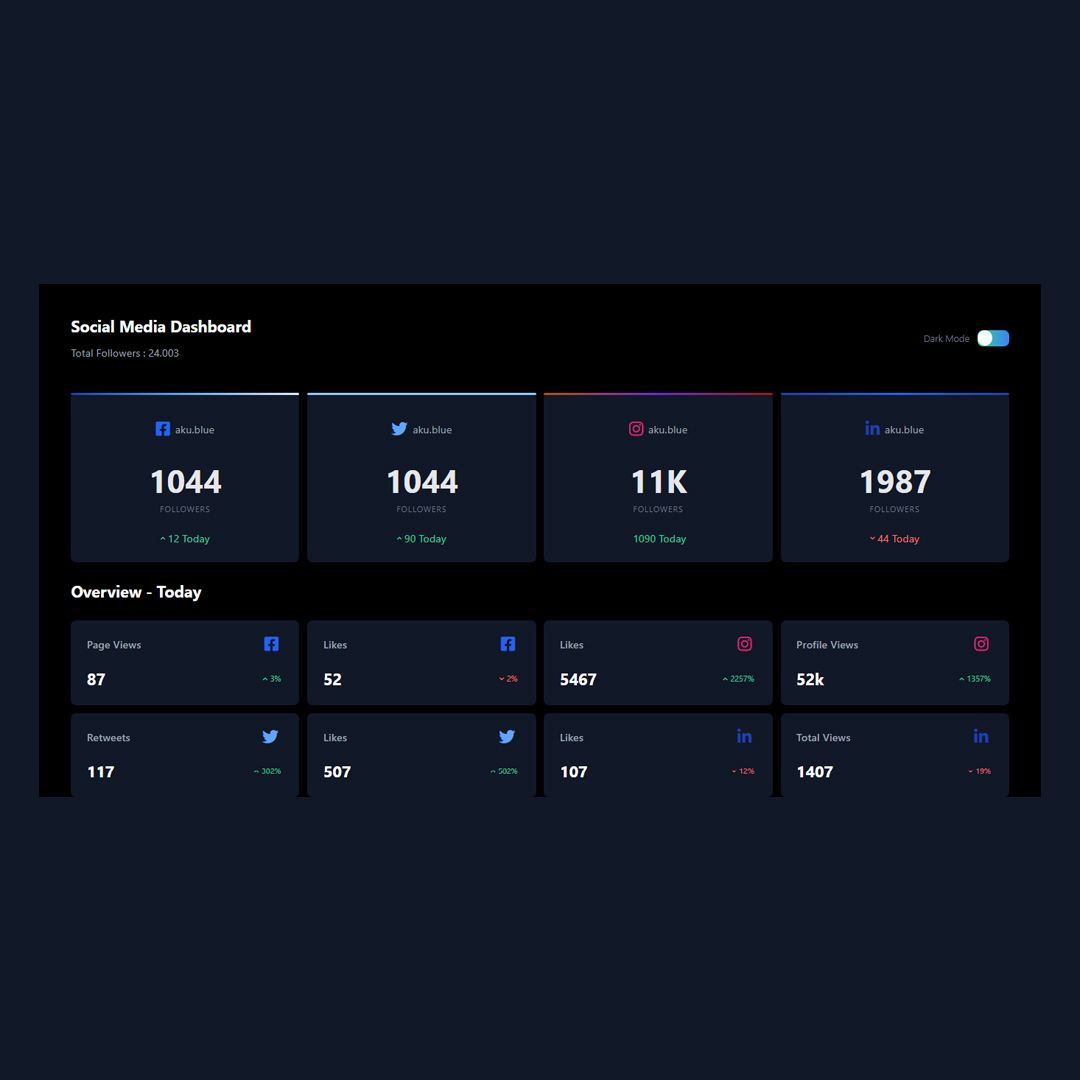 Social Media Dashboard
Total Followers : 24.003
Dark Mode
aku.blue
1044
FOLLOWERS
12 Today
aku.blue
1044
FOLLOWERS
90 Today
aku.blue
11K
FOLLOWERS
1090 Today
in aku.blue
1987
FOLLOWERS
44 Today
Overview - Today
Page Views
87
3%
Likes
52
2%
Likes
5467
2257%
Profile Views
52k
1357%
Retweets
117
302%
Likes
507
502%
Likes in
107
12%
Total Views in
1407
19%